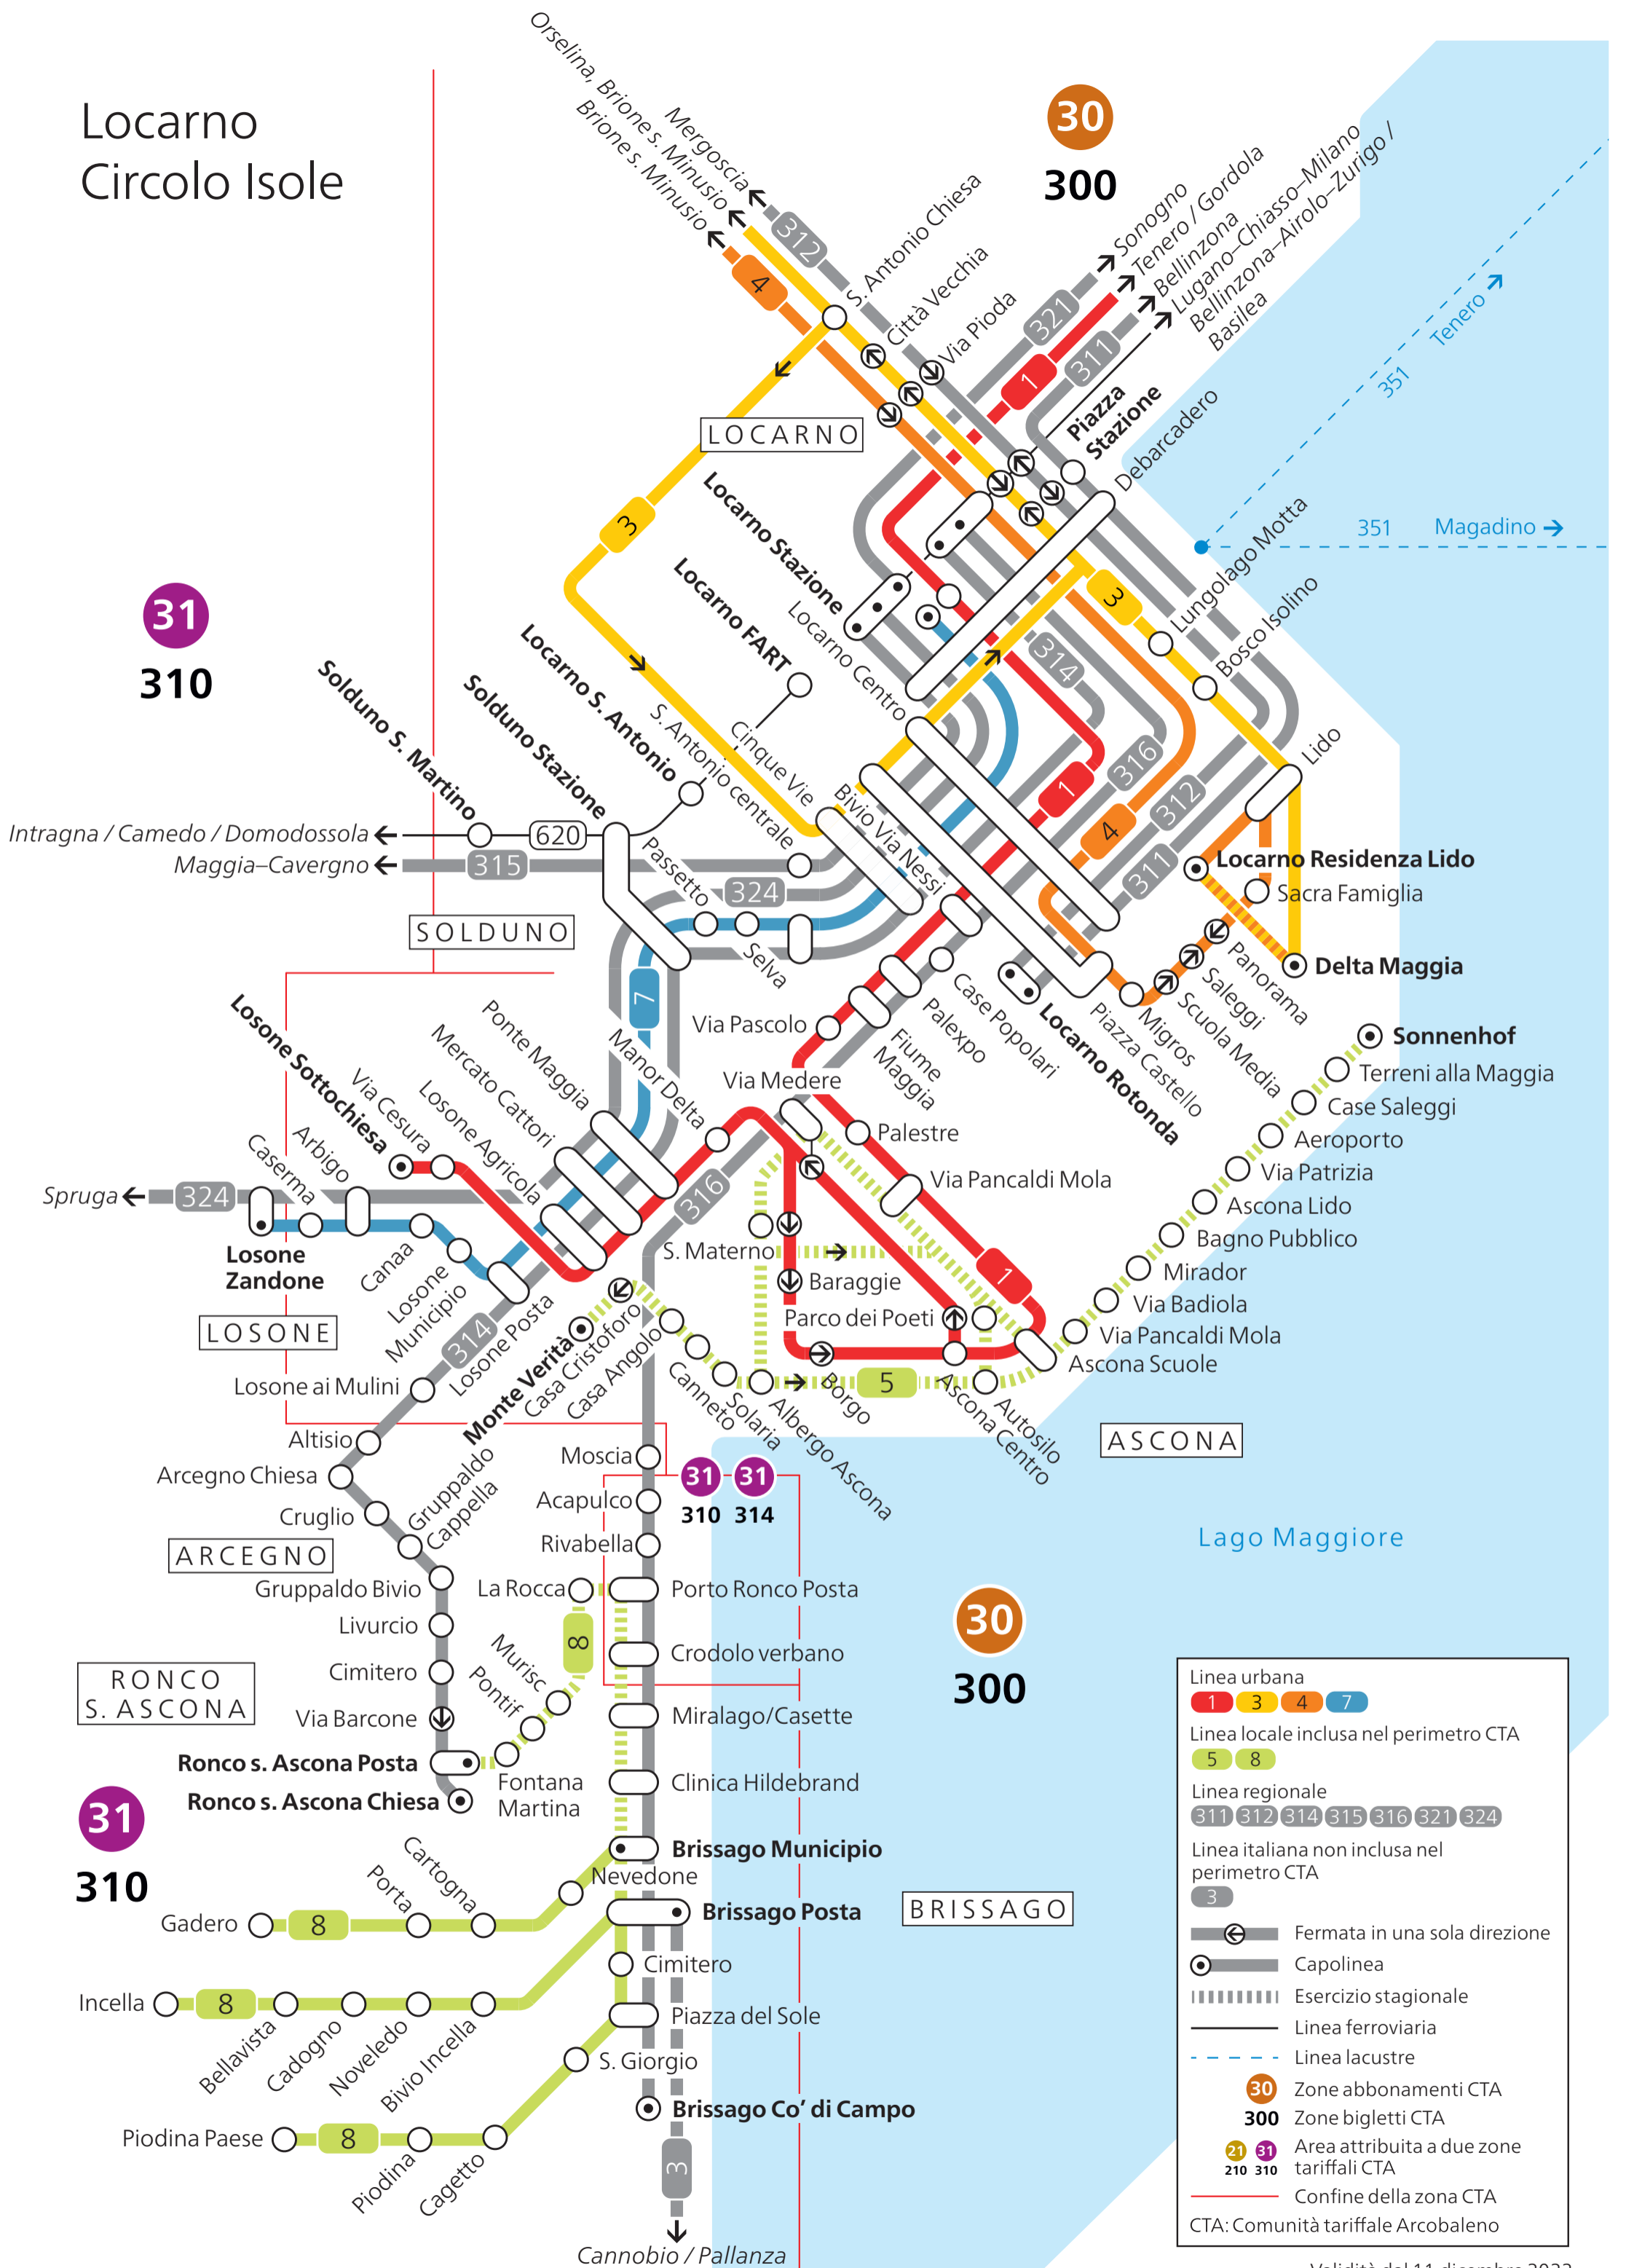 Locarno
Circolo Isole
30
300
Orselina, Brione s. Minusio
Brione s. Minusio
Mergoscia
312
4
S. Antonio Chiesa
Città Vecchia
Via Pioda
Sonogno
Tenero / Gordola
Bellinzona
Lugano–Chiasso–Milano
Bellinzona–Airolo–Zurigo /
Basilea
321
1
311
Piazza
Stazione
Debarcadero
Tenero
351
351
Magadino
LOCARNO
3
Locarno Stazione
Locarno FART
Locarno Centro
Lungolago Motta
Bosco Isolino
3
Lido
31
310
Locarno S. Antonio
Solduno Stazione
Solduno S. Martino
S. Antonio centrale
Cinque Vie
Bivio Via Nessi
314
316
1
312
4
311
Intragna / Camedo / Domodossola
620
Maggia–Cavergno
315
324
Passetto
Selva
SOLDUNO
7
Locarno Residenza Lido
Sacra Famiglia
Panorama
Saleggi
Scuola Media
Migros
Piazza Castello
Delta Maggia
Locarno Rotonda
Case Popolari
Palexpo
Fiume
Maggia
Via Pascolo
Via Medere
Palestre
Via Pancaldi Mola
Sonnenhof
Terreni alla Maggia
Case Saleggi
Aeroporto
Via Patrizia
Ascona Lido
Bagno Pubblico
Mirador
Via Badiola
Via Pancaldi Mola
Ascona Scuole
Losone Sottochiesa
Via Cesura
Losone Agricola
Mercato Cattori
Ponte Maggia
Manor Delta
Arbigo
Caserma
Spruga
324
Losone
Zandone
Canaa
Losone
Municipio
Losone Posta
LOSONE
314
316
S. Materno
Baraggie
Parco dei Poeti
1
5
Borgo
Ascona Centro
Autosilo
Monte Verità
Casa Cristoforo
Casa Angolo
Canneto
Solaria
Albergo Ascona
ASCONA
Losone ai Mulini
Altisio
Arcegno Chiesa
Cruglio
Gruppaldo
Cappella
ARCEGNO
Gruppaldo Bivio
Livurcio
Cimitero
Via Barcone
RONCO
S. ASCONA
Ronco s. Ascona Posta
Ronco s. Ascona Chiesa
Moscia
Acapulco
Rivabella
31
31
310
314
La Rocca
Porto Ronco Posta
8
Murisc
Pontif
Fontana
Martina
Crodolo verbano
Miralago/Casette
Clinica Hildebrand
Lago Maggiore
30
300
31
310
Brissago Municipio
Nevedone
Cartogna
Porta
Gadero
8
Brissago Posta
BRISSAGO
Cimitero
Incella
8
Bellavista
Cadogno
Noveledo
Bivio Incella
Piazza del Sole
S. Giorgio
Brissago Co’ di Campo
Piodina Paese
8
Piodina
Cagetto
3
Cannobio / Pallanza
Linea urbana
1 3 4 7
Linea locale inclusa nel perimetro CTA
5 8
Linea regionale
311 312 314 315 316 321 324
Linea italiana non inclusa nel
perimetro CTA
3
Fermata in una sola direzione
Capolinea
Esercizio stagionale
Linea ferroviaria
Linea lacustre
30 Zone abbonamenti CTA
300 Zone biglietti CTA
21 31 Area attribuita a due zone
210 310 tariffali CTA
Confine della zona CTA
CTA: Comunità tariffale Arcobaleno